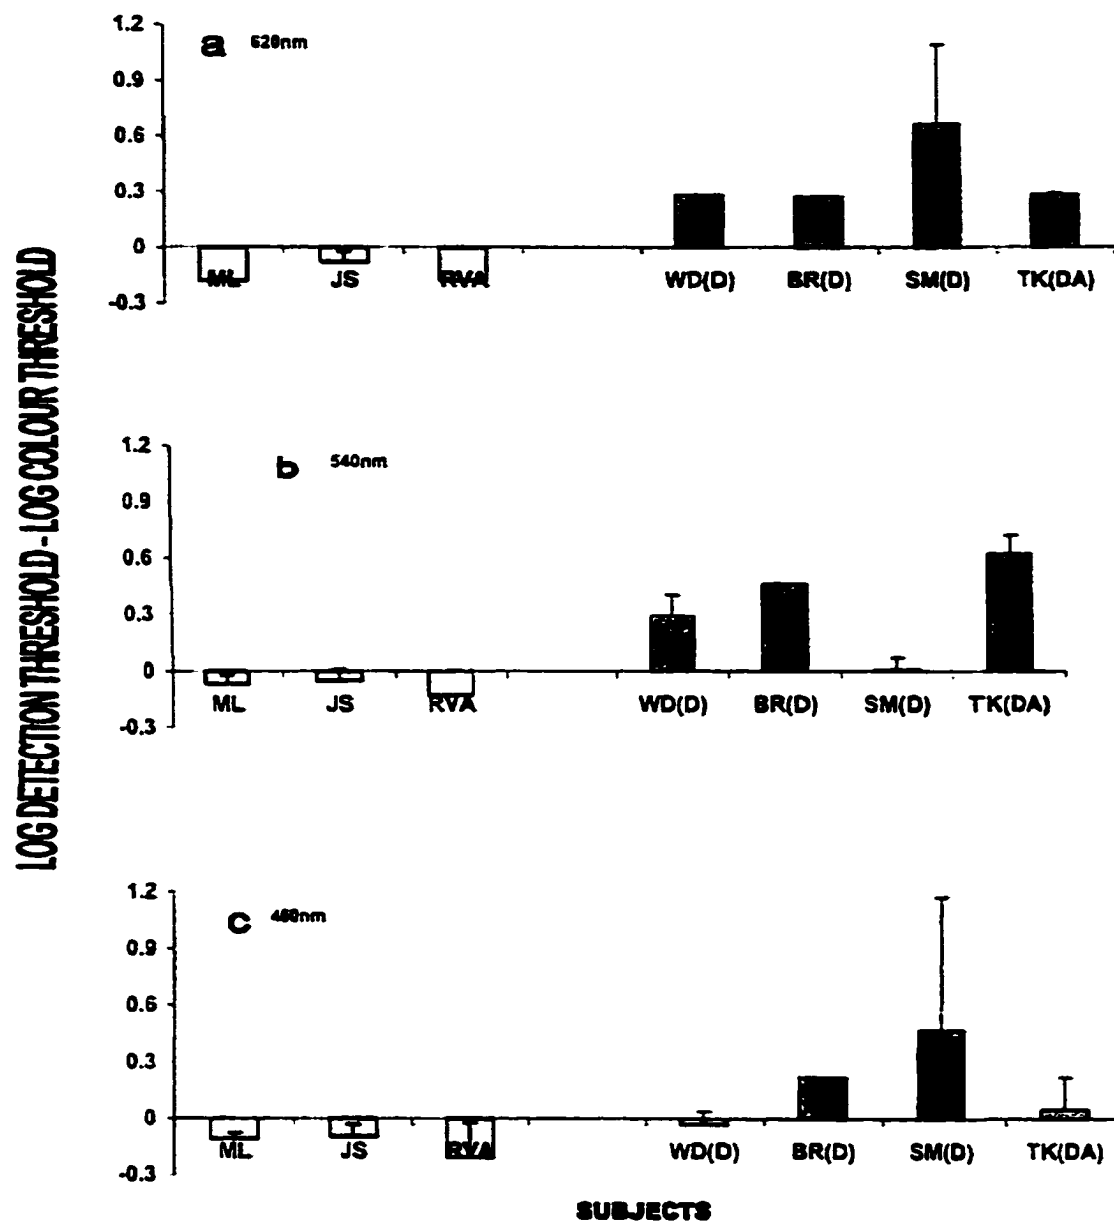 LOG DETECTION THRESHOLD - LOG COLOUR THRESHOLD
a 620nm
1.2
0.9
0.6
0.3
0
-0.3
ML JS RVA WD(D) BR(D) SM(D) TK(DA)
b 540nm
1.2
0.9
0.6
0.3
0
-0.3
ML JS RVA WD(D) BR(D) SM(D) TK(DA)
c
1.2
0.9
0.6
0.3
0
-0.3
ML JS RVA WD(D) BR(D) SM(D) TK(DA)
SUBJECTS